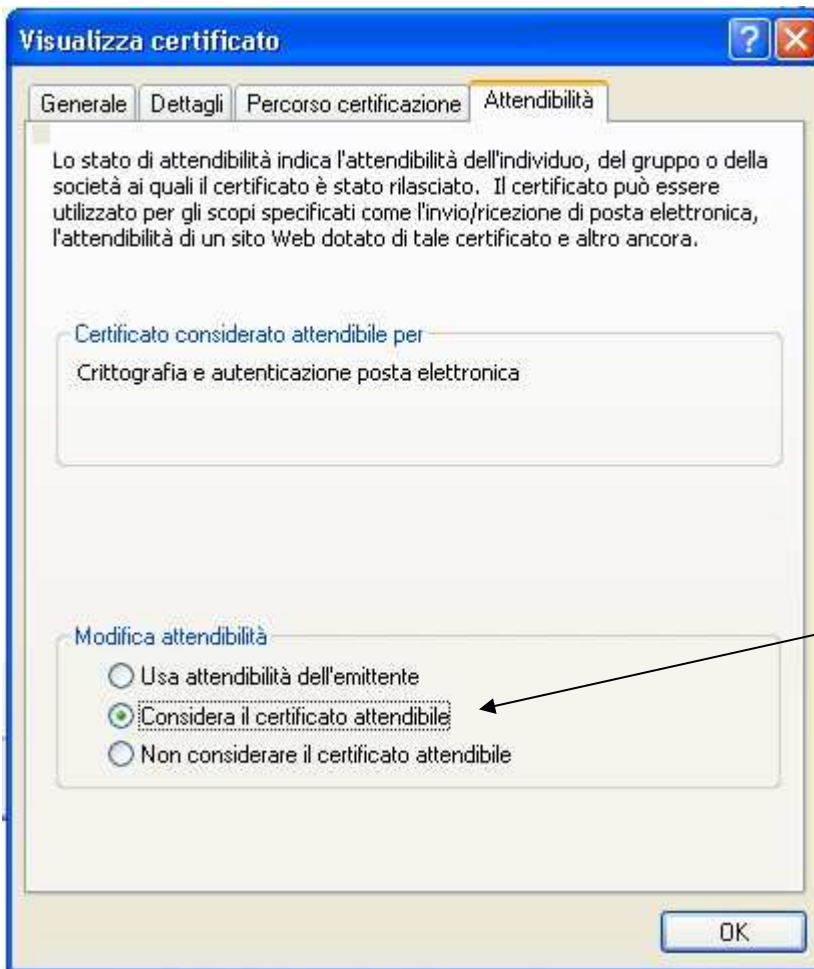 Visualizza certificato
Generale Dettagli Percorso certificazione Attendibilità
Lo stato di attendibilità indica l'attendibilità dell'individuo, del gruppo o della
società ai quali il certificato è stato rilasciato. Il certificato può essere
utilizzato per gli scopi specificati come l'invio/ricezione di posta elettronica,
l'attendibilità di un sito Web dotato di tale certificato e altro ancora.
Certificato considerato attendibile per
Crittografia e autenticazione posta elettronica
Modifica attendibilità
Usa attendibilità dell'emittente
Considera il certificato attendibile
Non considerare il certificato attendibile
OK